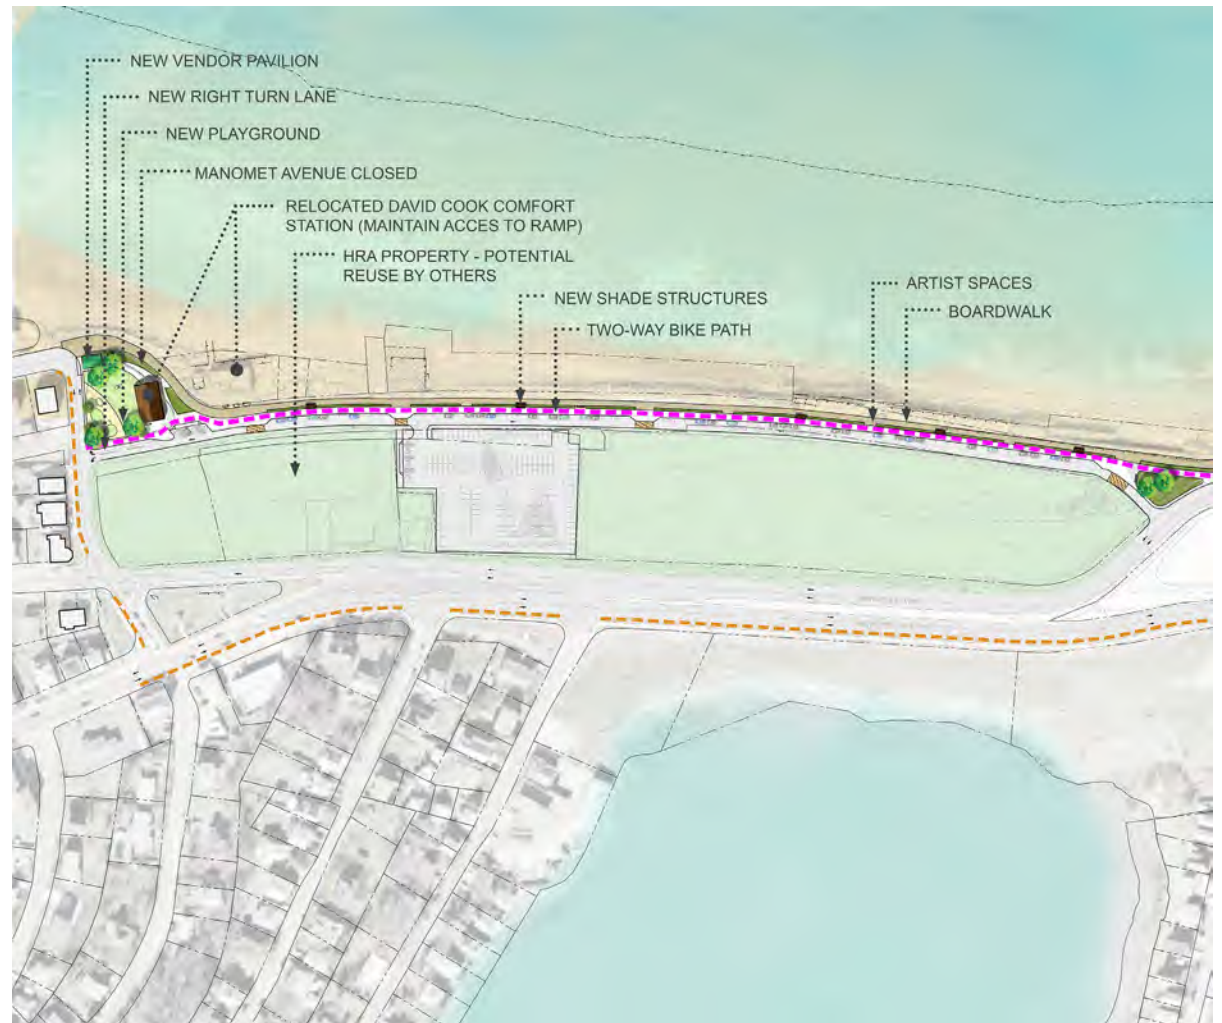 NEW VENDOR PAVILION
NEW RIGHT TURN LANE
NEW PLAYGROUND
MANOMET AVENUE CLOSED
RELOCATED DAVID COOK COMFORT
STATION (MAINTAIN ACCES TO RAMP)
HRA PROPERTY - POTENTIAL
REUSE BY OTHERS
NEW SHADE STRUCTURES
TWO-WAY BIKE PATH
ARTIST SPACES
BOARDWALK